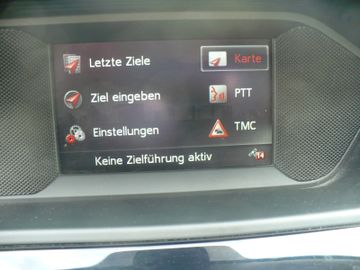 Letzte Ziele
Karte
Ziel eingeben
PTT
Einstellungen
TMC
Keine Zielführung aktiv